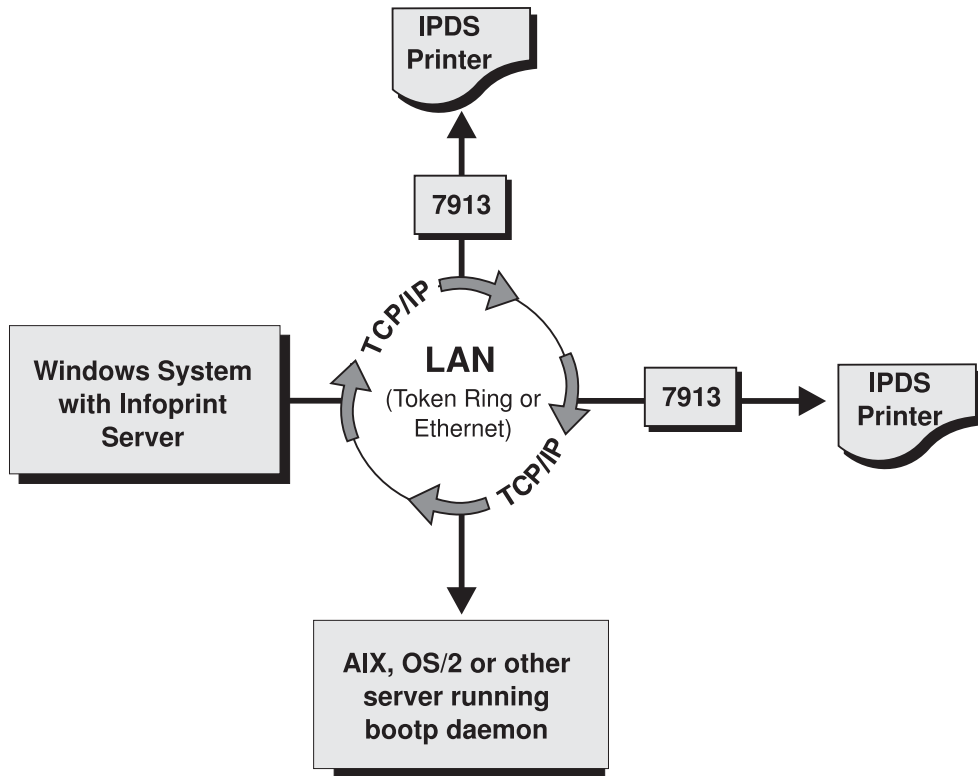 IPDS
Printer
7913
TCP/IP
Windows System
with Infoprint
Server
LAN
(Token Ring or
Ethernet)
7913
IPDS
Printer
TCP/IP
AIX, OS/2 or other
server running
bootp daemon